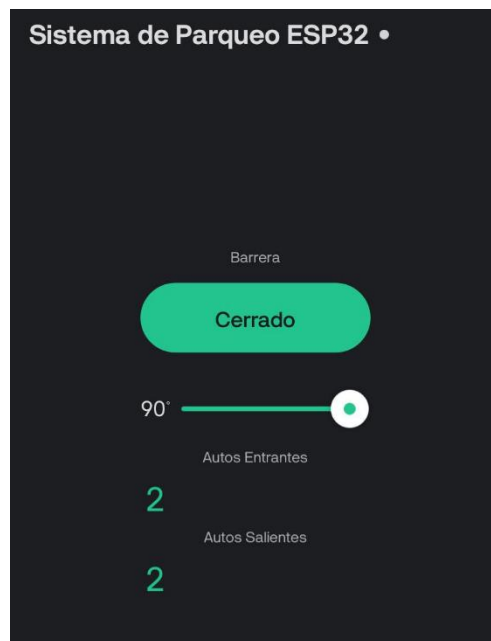 Sistema de Parqueo ESP32 •
Barrera
Cerrado
90°
Autos Entrantes
2
Autos Salientes
2